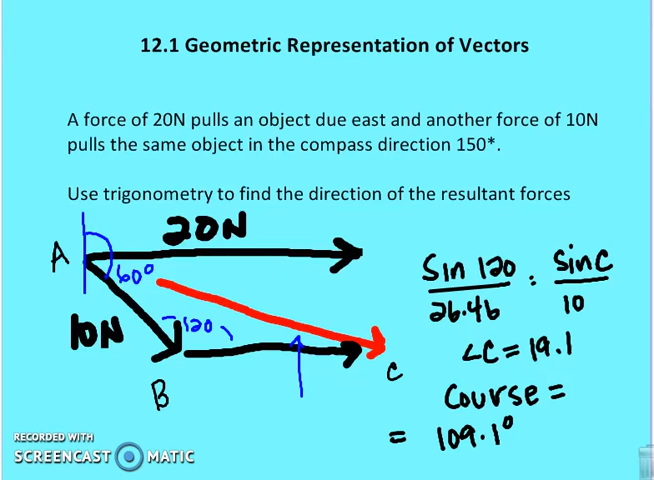 12.1 Geometric Representation of Vectors
A force of 20N pulls an object due east and another force of 10N
pulls the same object in the compass direction 150*.
Use trigonometry to find the direction of the resultant forces
20N
A
60°
10N
120
B
C
Sin 120 : Sin C
26.46 10
∠C = 19.1
Course =
= 109.1°
RECORDED WITH
SCREENCAST MATIC